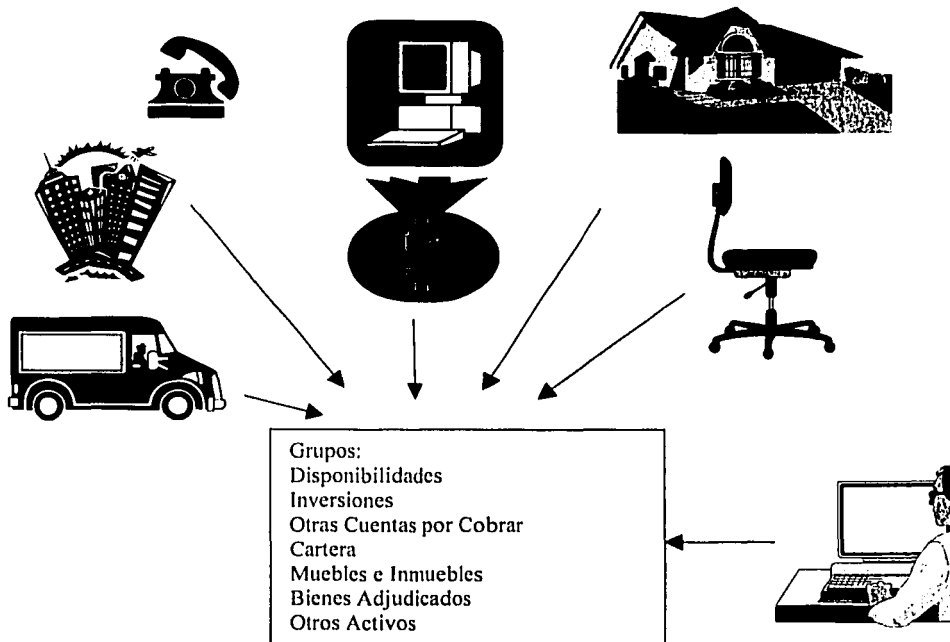 Grupos:
Disponibilidades
Inversiones
Otras Cuentas por Cobrar
Cartera
Muebles e Inmuebles
Bienes Adjudicados
Otros Activos